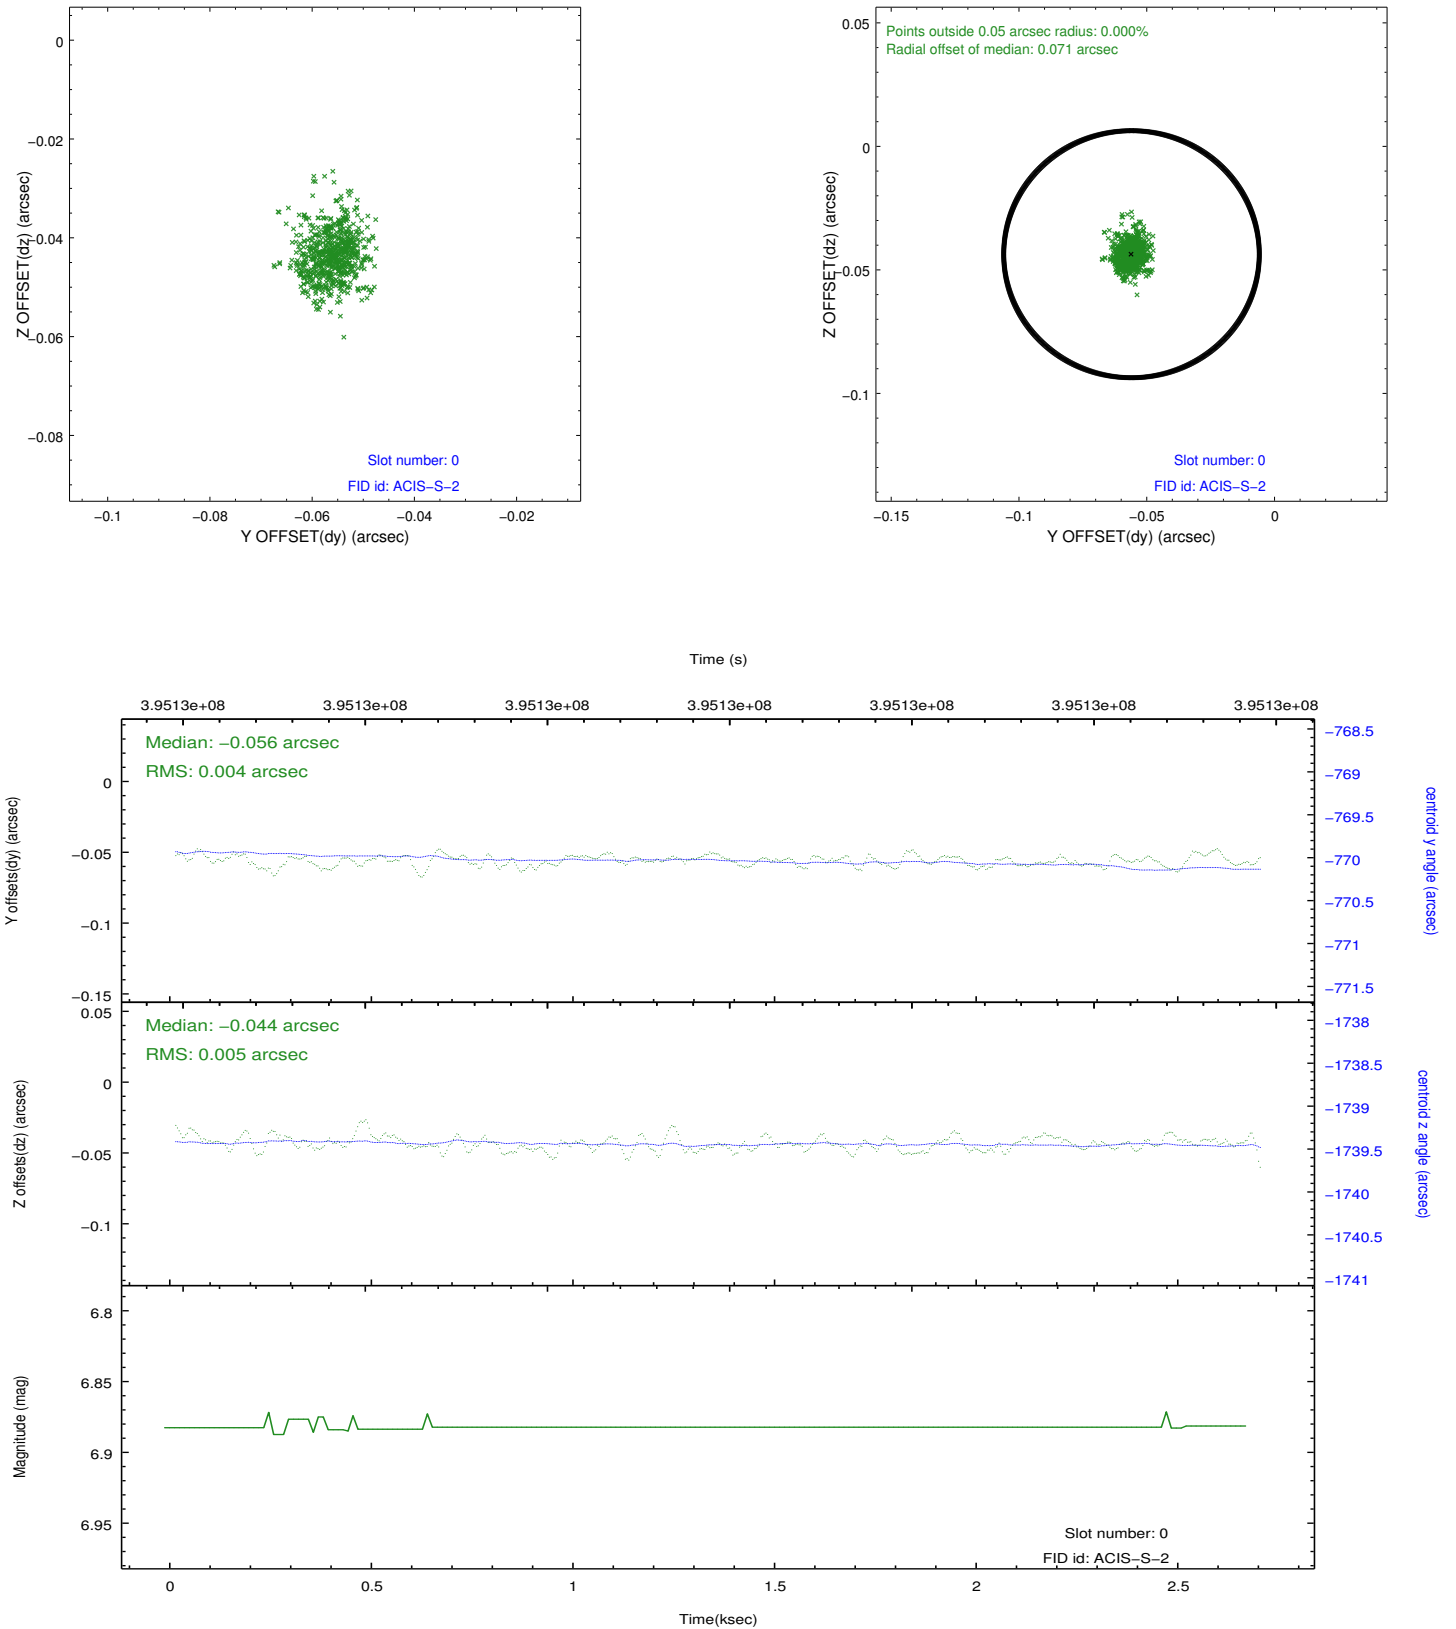 0
−0.02
−0.04
−0.06
−0.08
Z OFFSET(dz) (arcsec)
Slot number: 0
FID id: ACIS−S−2
−0.1
−0.08
−0.06
−0.04
−0.02
Y OFFSET(dy) (arcsec)
Points outside 0.05 arcsec radius: 0.000%
Radial offset of median: 0.071 arcsec
0.05
0
−0.05
−0.1
Z OFFSET(dz) (arcsec)
Slot number: 0
FID id: ACIS−S−2
−0.15
−0.1
−0.05
0
Y OFFSET(dy) (arcsec)
Time (s)
3.9513e+08
3.9513e+08
3.9513e+08
3.9513e+08
3.9513e+08
3.9513e+08
3.9513e+08
Median: −0.056 arcsec
RMS: 0.004 arcsec
0
−0.05
−0.1
−0.15
Y offsets(dy) (arcsec)
−768.5
−769
−769.5
−770
−770.5
−771
−771.5
centroid y angle (arcsec)
Median: −0.044 arcsec
RMS: 0.005 arcsec
0.05
0
−0.05
−0.1
Z offsets(dz) (arcsec)
−1738
−1738.5
−1739
−1739.5
−1740
−1740.5
−1741
centroid z angle (arcsec)
6.8
6.85
6.9
6.95
Magnitude (mag)
Slot number: 0
FID id: ACIS−S−2
0
0.5
1
1.5
2
2.5
Time(ksec)